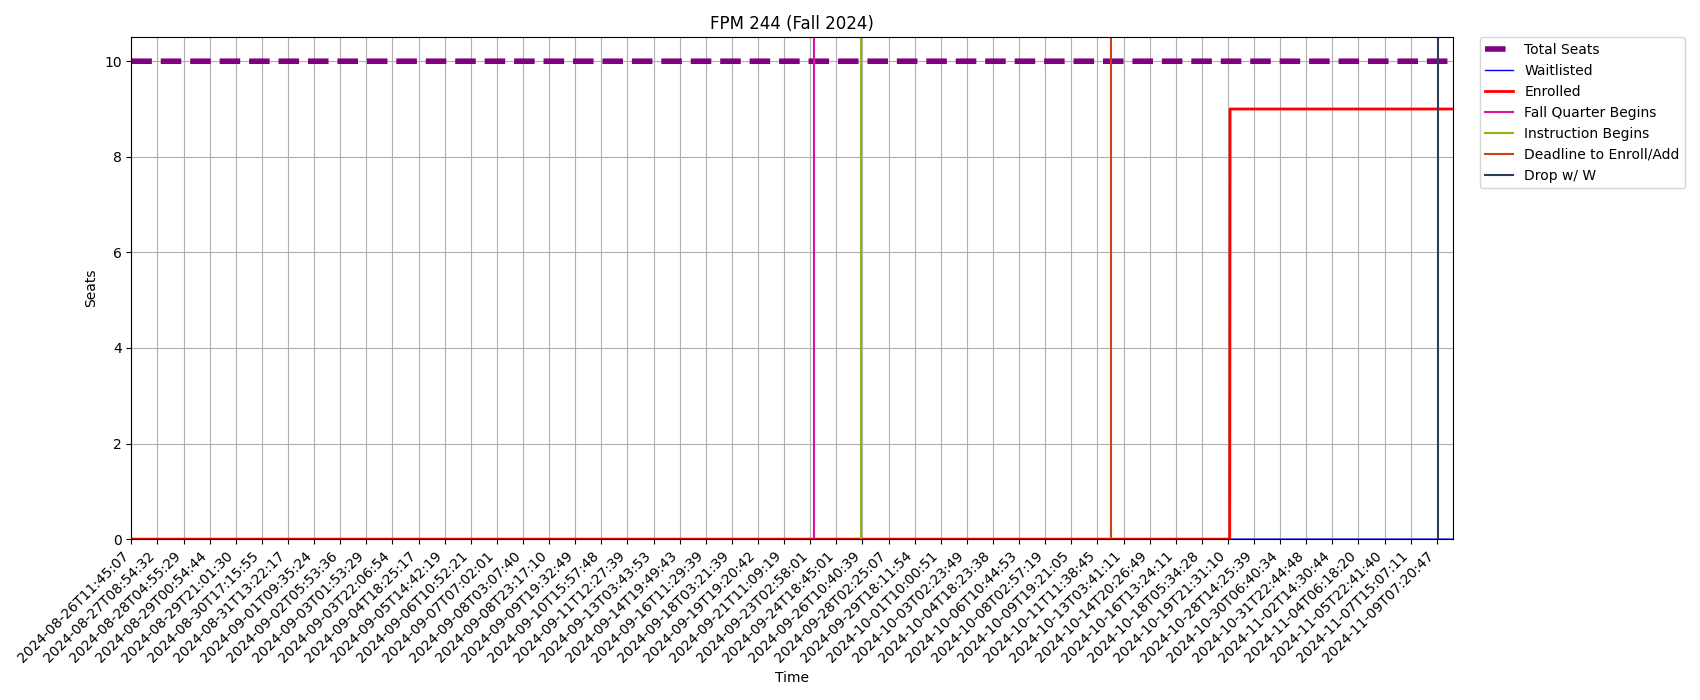 FPM 244 (Fall 2024)
Total Seats
Waitlisted
Enrolled
Fall Quarter Begins
Instruction Begins
Deadline to Enroll/Add
Drop w/ W
Seats
10
8
6
4
2
0
2024-08-26T11:45:07
2024-08-27T08:54:32
2024-08-28T04:55:29
2024-08-29T00:54:44
2024-08-29T21:01:30
2024-08-30T17:15:55
2024-08-31T13:22:17
2024-09-01T09:35:24
2024-09-02T05:53:36
2024-09-03T01:53:29
2024-09-03T22:06:54
2024-09-04T18:25:17
2024-09-05T14:42:19
2024-09-06T10:52:21
2024-09-07T07:02:01
2024-09-08T03:07:40
2024-09-08T23:17:10
2024-09-09T19:32:49
2024-09-10T15:57:48
2024-09-11T12:27:39
2024-09-13T03:43:53
2024-09-14T19:49:43
2024-09-16T11:29:39
2024-09-18T03:21:39
2024-09-19T19:20:42
2024-09-21T11:09:19
2024-09-23T02:58:01
2024-09-24T18:45:01
2024-09-26T10:40:39
2024-09-28T02:25:07
2024-09-29T18:11:54
2024-10-01T10:00:51
2024-10-03T02:23:49
2024-10-04T18:23:38
2024-10-06T10:44:53
2024-10-08T02:57:19
2024-10-09T19:21:05
2024-10-11T11:38:45
2024-10-13T03:41:11
2024-10-14T20:26:49
2024-10-16T13:24:11
2024-10-18T05:34:28
2024-10-19T21:31:10
2024-10-28T14:25:39
2024-10-30T06:40:34
2024-10-31T22:44:48
2024-11-02T14:30:44
2024-11-04T06:18:20
2024-11-05T22:41:40
2024-11-07T15:07:11
2024-11-09T07:20:47
Time